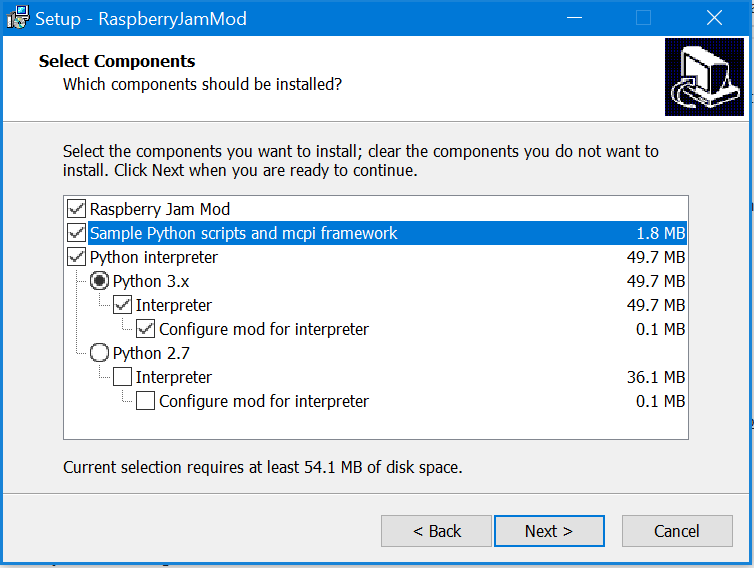 Setup - RaspberryJamMod
Select Components
Which components should be installed?
Select the components you want to install; clear the components you do not want to
install. Click Next when you are ready to continue.
Raspberry Jam Mod
Sample Python scripts and mcpi framework 1.8 MB
Python interpreter 49.7 MB
Python 3.x 49.7 MB
Interpreter 49.7 MB
Configure mod for interpreter 0.1 MB
Python 2.7
Interpreter 36.1 MB
Configure mod for interpreter 0.1 MB
Current selection requires at least 54.1 MB of disk space.
< Back Next > Cancel